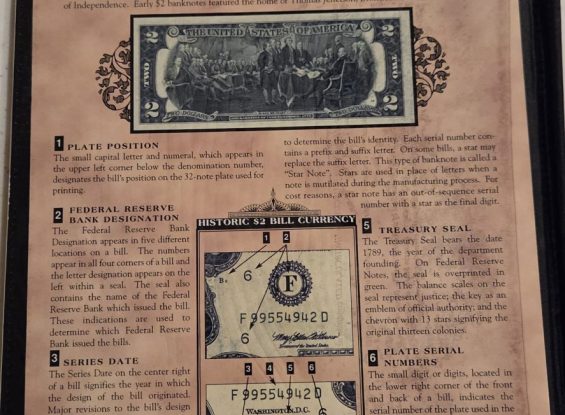 of Independence. Early $2 banknotes featured the home of Thomas Jefferson,
THE UNITED STATES OF AMERICA
2 2
TWO TWO
2 2
TWO DOLLARS
1 PLATE POSITION
The small capital letter and numeral, which appears in
the upper left corner below the denomination number,
designates the bill's position on the 32-note plate used for
printing.
2 FEDERAL RESERVE
BANK DESIGNATION
The Federal Reserve Bank
Designation appears in five different
locations on a bill. The numbers
appear in all four corners of a bill and
the letter designation appears on the
left within a seal. The seal also
contains the name of the Federal
Reserve Bank which issued the bill.
These indications are used to
determine which Federal Reserve
Bank issued the bill.
3 SERIES DATE
The Series Date on the center right
of a bill signifies the year in which
the design of the bill originated.
Major revisions to the bill's design
to determine the bill's identity. Each serial number con-
tains a prefix and suffix letter. On some bills, a star may
replace the suffix letter. This type of banknote is called a
"Star Note". Stars are used in place of letters when a
note is mutilated during the manufacturing process. For
cost reasons, a star note has an out-of-sequence serial
number with a star as the final digit.
HISTORIC $2 BILL CURRENCY
1 2
6
F
F 99554942 D
6
3 4 5 6
F 99554942 D
WASHINGTON, D.C.
5 TREASURY SEAL
The Treasury Seal bears the date
1789, the year of the department
founding. On Federal Reserve
Notes, the seal is overprinted in
green. The balance scales on the
seal represent justice; the key as an
emblem of official authority; and the
chevron with 13 stars signifying the
original thirteen colonies.
6 PLATE SERIAL
NUMBERS
The small digit or digits, located in
the lower right corner of the front
and back of a bill, indicates the
serial number of the plate used in the